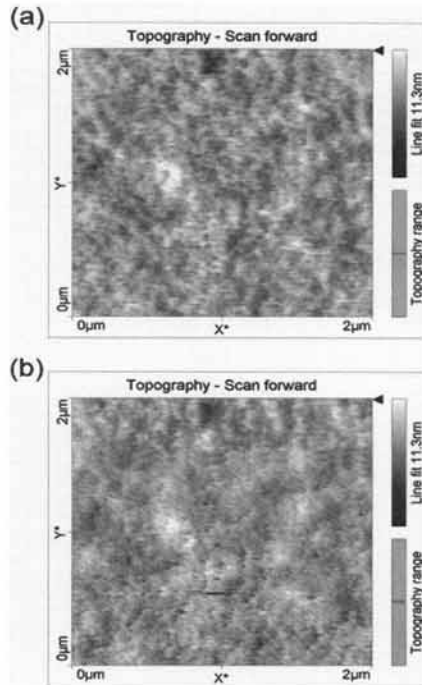 (a)
Topography - Scan forward
2µm
Y*
0µm
0µm
X*
2µm
Line fit 11.3nm
Topography range
(b)
Topography - Scan forward
2µm
Y*
0µm
0µm
X*
2µm
Line fit 11.3nm
Topography range